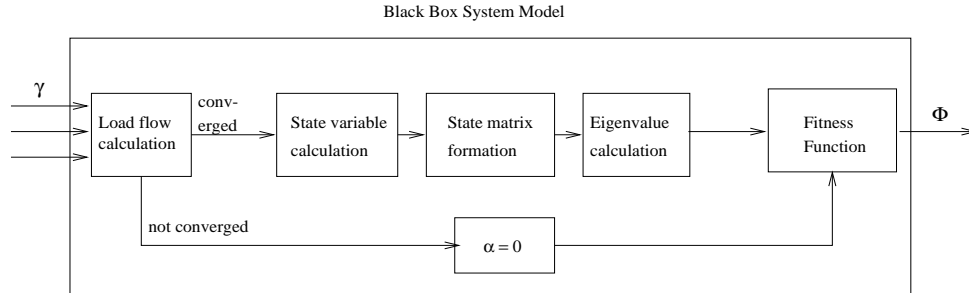 Black Box System Model
γ
Load flow
calculation
conv-
erged
State variable
calculation
State matrix
formation
Eigenvalue
calculation
Fitness
Function
Φ
not converged
α = 0